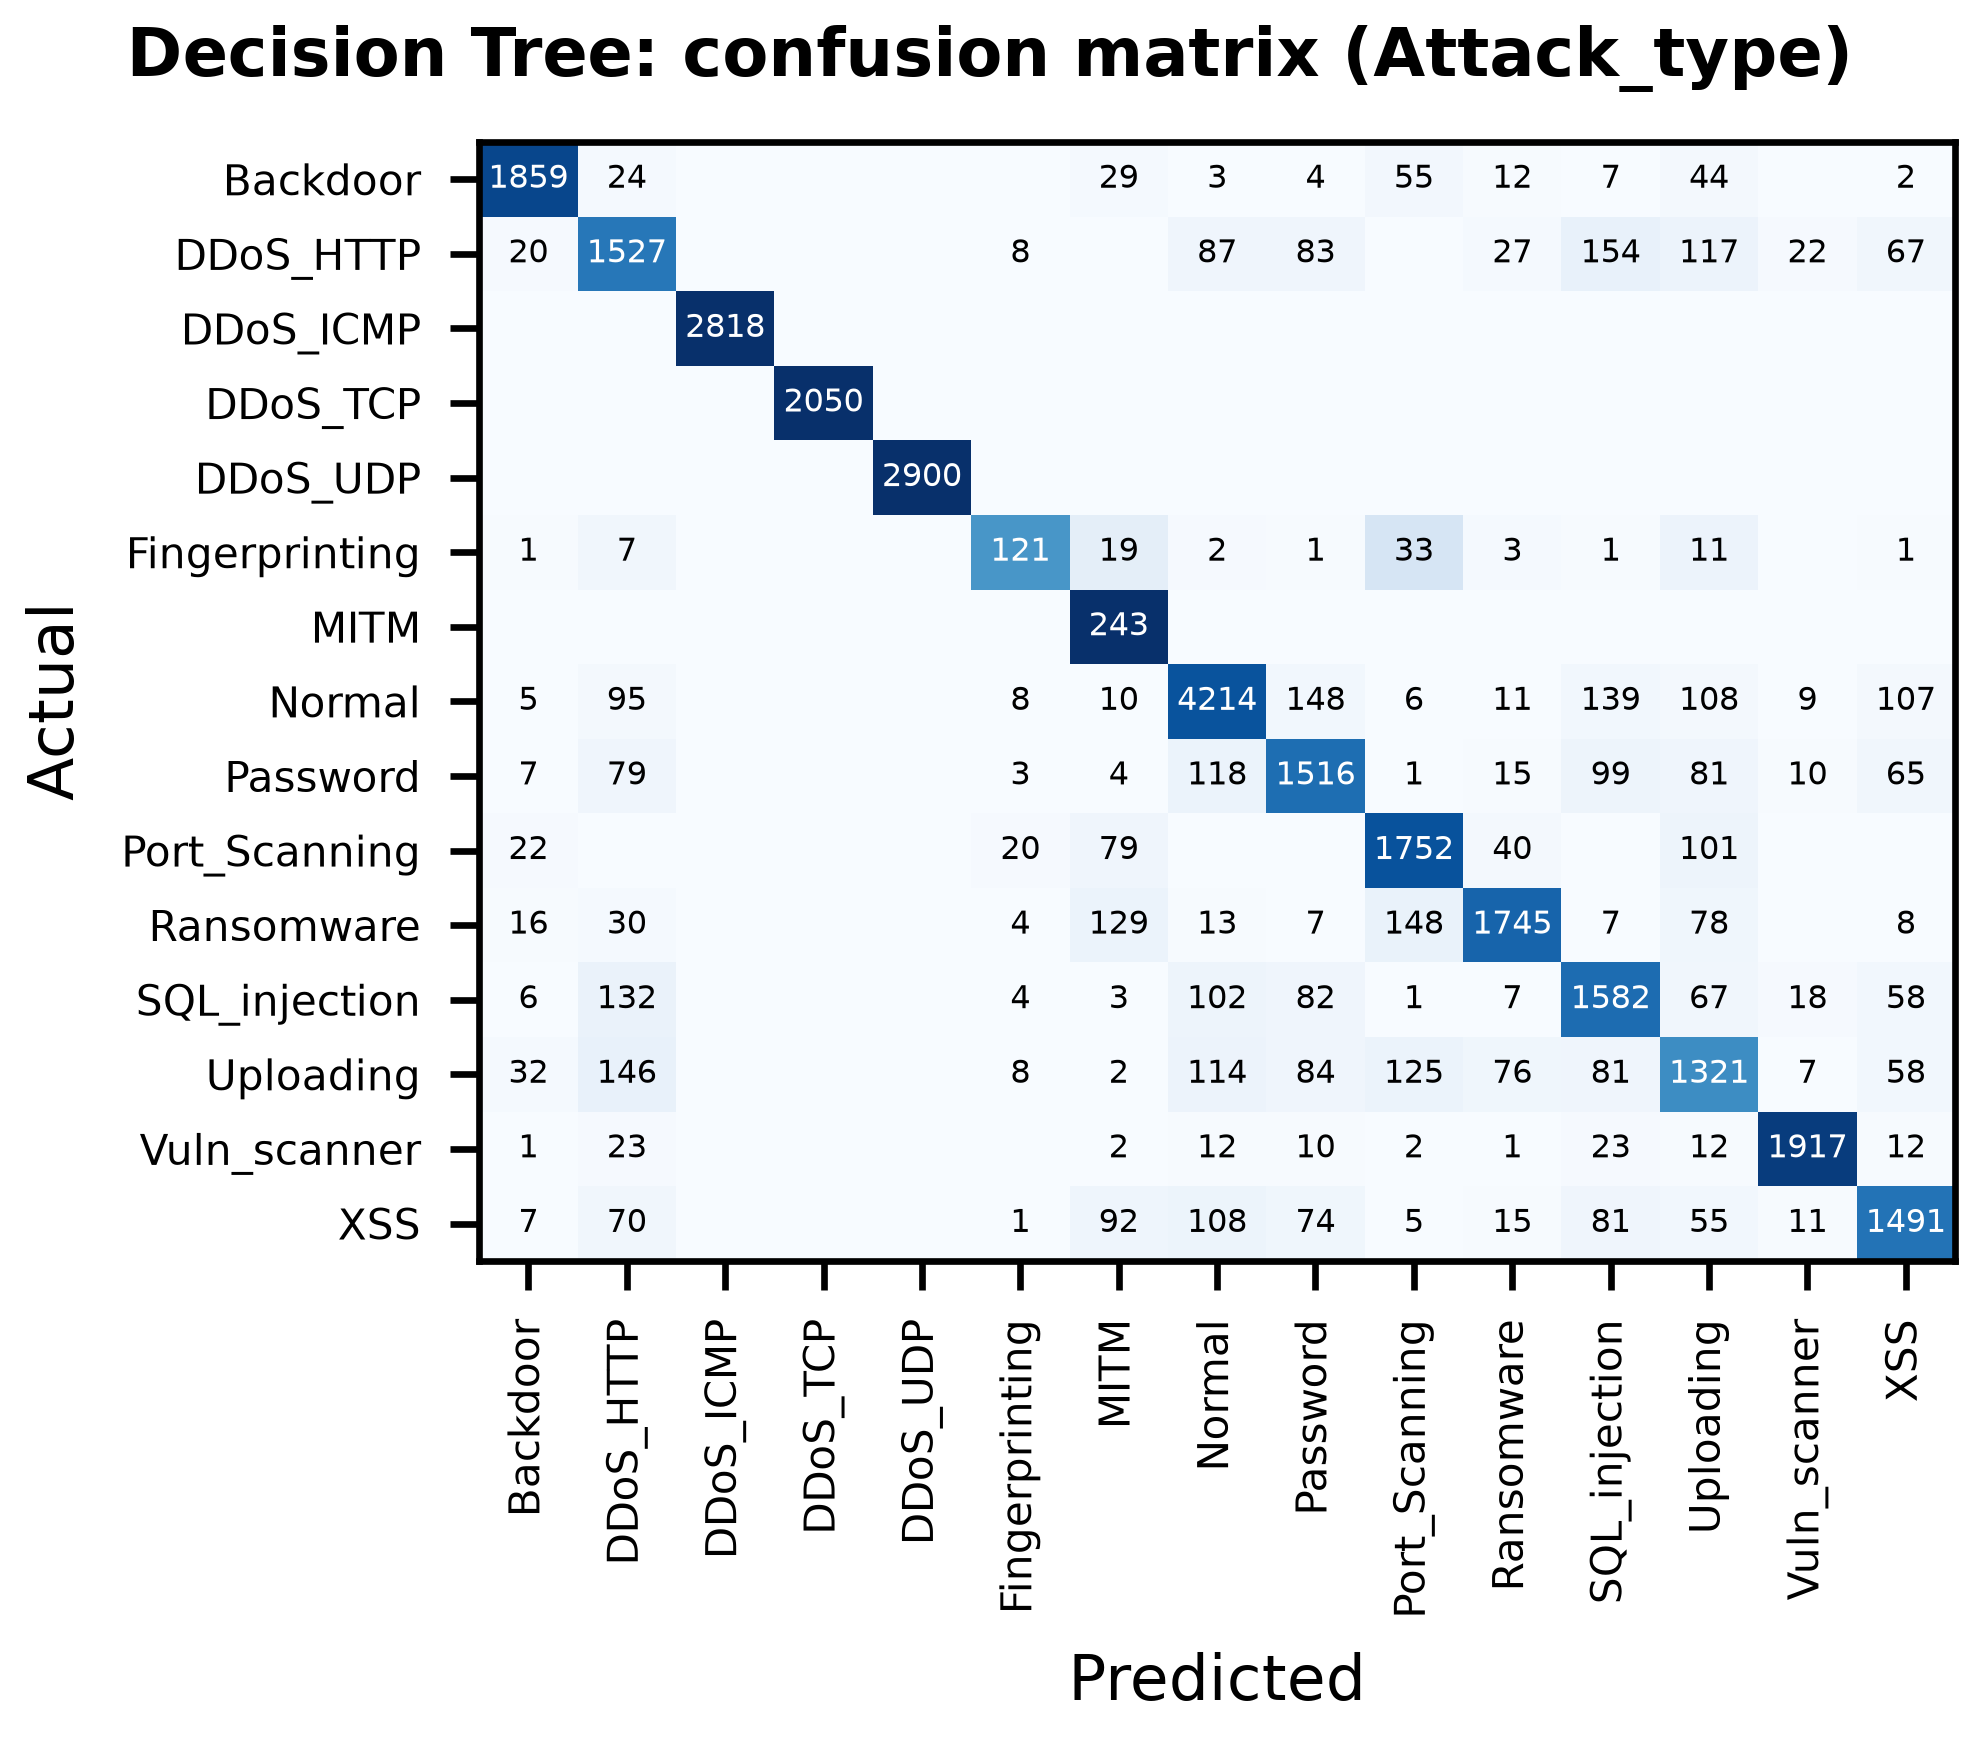 Decision Tree: confusion matrix (Attack_type)
Actual
Backdoor 1859 24 29 3 4 55 12 7 44 2
DDoS_HTTP 20 1527 8 87 83 27 154 117 22 67
DDoS_ICMP 2818
DDoS_TCP 2050
DDoS_UDP 2900
Fingerprinting 1 7 121 19 2 1 33 3 1 11 1
MITM 243
Normal 5 95 8 10 4214 148 6 11 139 108 9 107
Password 7 79 3 4 118 1516 1 15 99 81 10 65
Port_Scanning 22 20 79 1752 40 101
Ransomware 16 30 4 129 13 7 148 1745 7 78 8
SQL_injection 6 132 4 3 102 82 1 7 1582 67 18 58
Uploading 32 146 8 2 114 84 125 76 81 1321 7 58
Vuln_scanner 1 23 2 12 10 2 1 23 12 1917 12
XSS 7 70 1 92 108 74 5 15 81 55 11 1491
Backdoor
DDoS_HTTP
DDoS_ICMP
DDoS_TCP
DDoS_UDP
Fingerprinting
MITM
Normal
Password
Port_Scanning
Ransomware
SQL_injection
Uploading
Vuln_scanner
XSS
Predicted